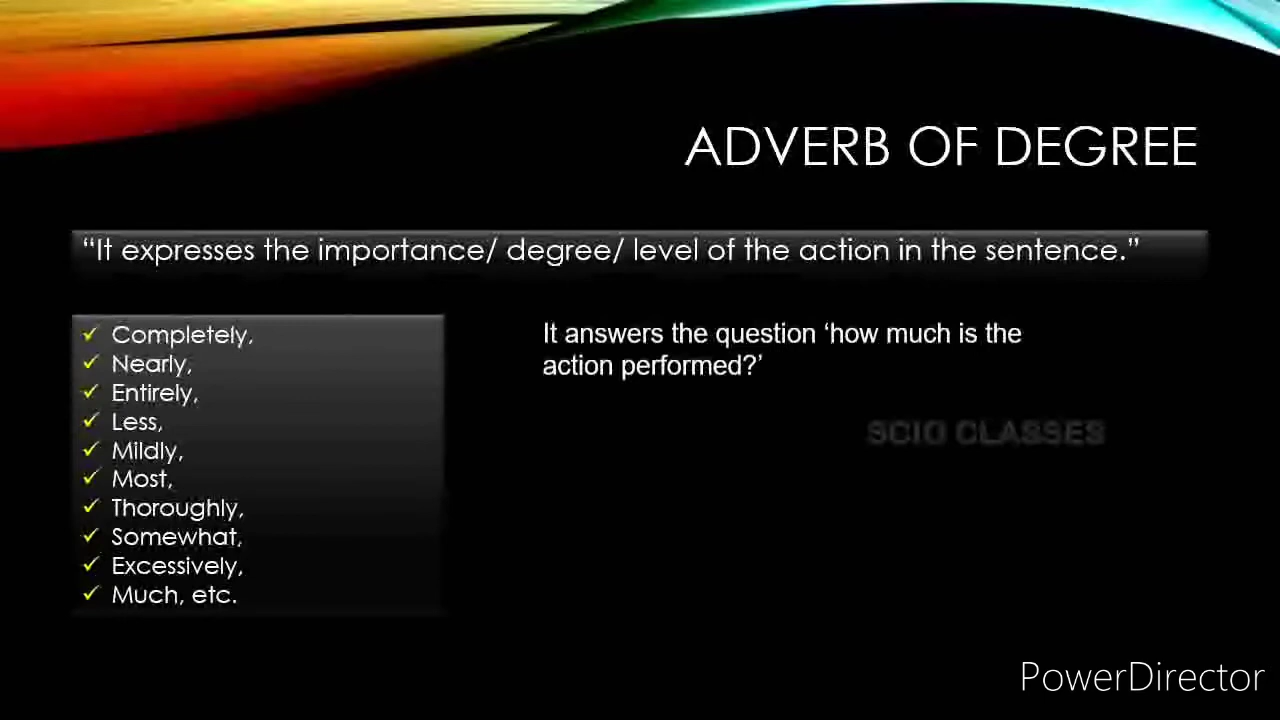 ADVERB OF DEGREE
“It expresses the importance/ degree/ level of the action in the sentence.”
✓ Completely,
✓ Nearly,
✓ Entirely,
✓ Less,
✓ Mildly,
✓ Most,
✓ Thoroughly,
✓ Somewhat,
✓ Excessively,
✓ Much, etc.
It answers the question ‘how much is the
action performed?’
SCIO CLASSES
PowerDirector